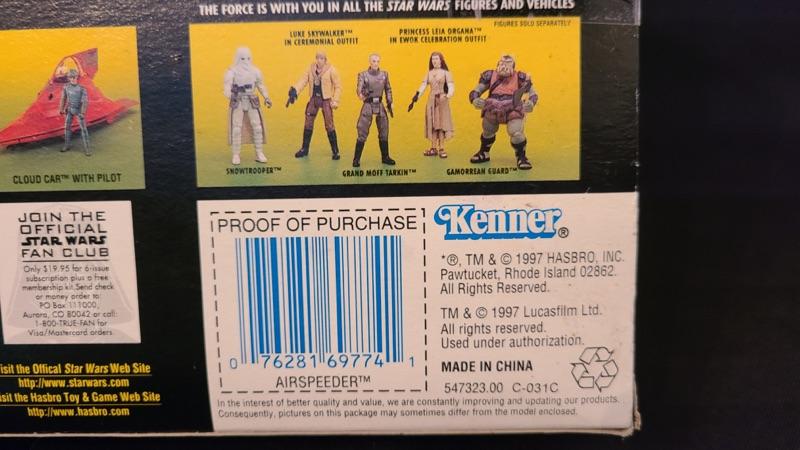 THE FORCE IS WITH YOU IN ALL THE STAR WARS FIGURES AND VEHICLES
FIGURES SOLD SEPARATELY
LUKE SKYWALKER™
IN CEREMONIAL OUTFIT
PRINCESS LEIA ORGANA™
IN EWOK CELEBRATION OUTFIT
SNOWTROOPER™
GRAND MOFF TARKIN™
GAMORREAN GUARD™
CLOUD CAR™ WITH PILOT
JOIN THE
OFFICIAL
STAR WARS
FAN CLUB
Only $19.95 for 6-issue
subscription plus a free
membership kit. Send check
or money order to:
PO Box 111000,
Aurora, CO 80042 or call:
1-800-TRUE-FAN for
Visa/Mastercard orders.
isit the Offical Star Wars Web Site
http://www.starwars.com
isit the Hasbro Toy & Game Web Site
http://www.hasbro.com
PROOF OF PURCHASE
0 76281 69774 1
AIRSPEEDER™
Kenner®
*®, TM & © 1997 HASBRO, INC.
Pawtucket, Rhode Island 02862.
All Rights Reserved.
TM & © 1997 Lucasfilm Ltd.
All rights reserved.
Used under authorization.
MADE IN CHINA
547323.00 C-031C
In the interest of better quality and value, we are constantly improving and updating our products.
Consequently, pictures on this package may sometimes differ from the model enclosed.